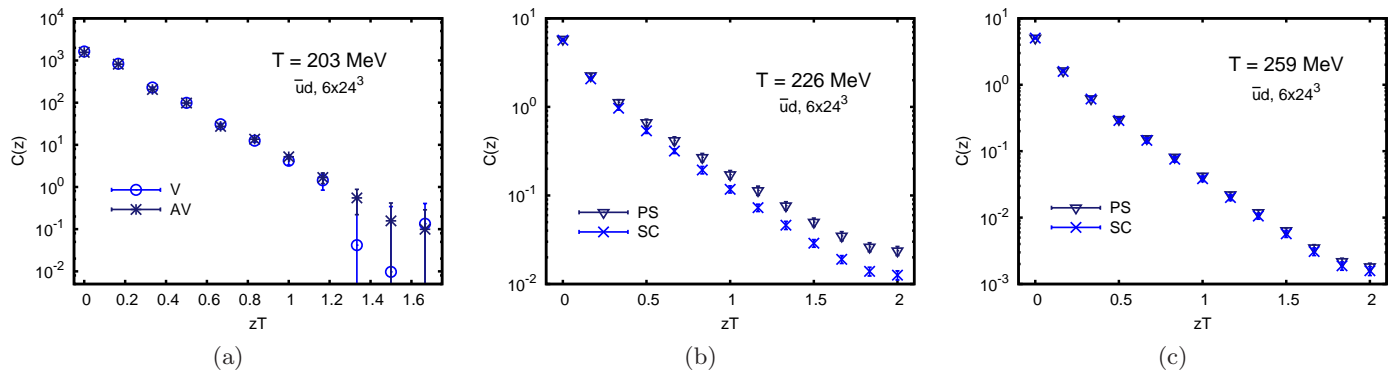 10^4
10^3
10^2
10^1
10^0
10^-1
10^-2
C(z)
0 0.2 0.4 0.6 0.8 1 1.2 1.4 1.6
zT
T = 203 MeV
u̅d, 6x24^3
V
AV
(a)
10^1
10^0
10^-1
10^-2
C(z)
0 0.5 1 1.5 2
zT
T = 226 MeV
u̅d, 6x24^3
PS
SC
(b)
10^1
10^0
10^-1
10^-2
10^-3
C(z)
0 0.5 1 1.5 2
zT
T = 259 MeV
u̅d, 6x24^3
PS
SC
(c)